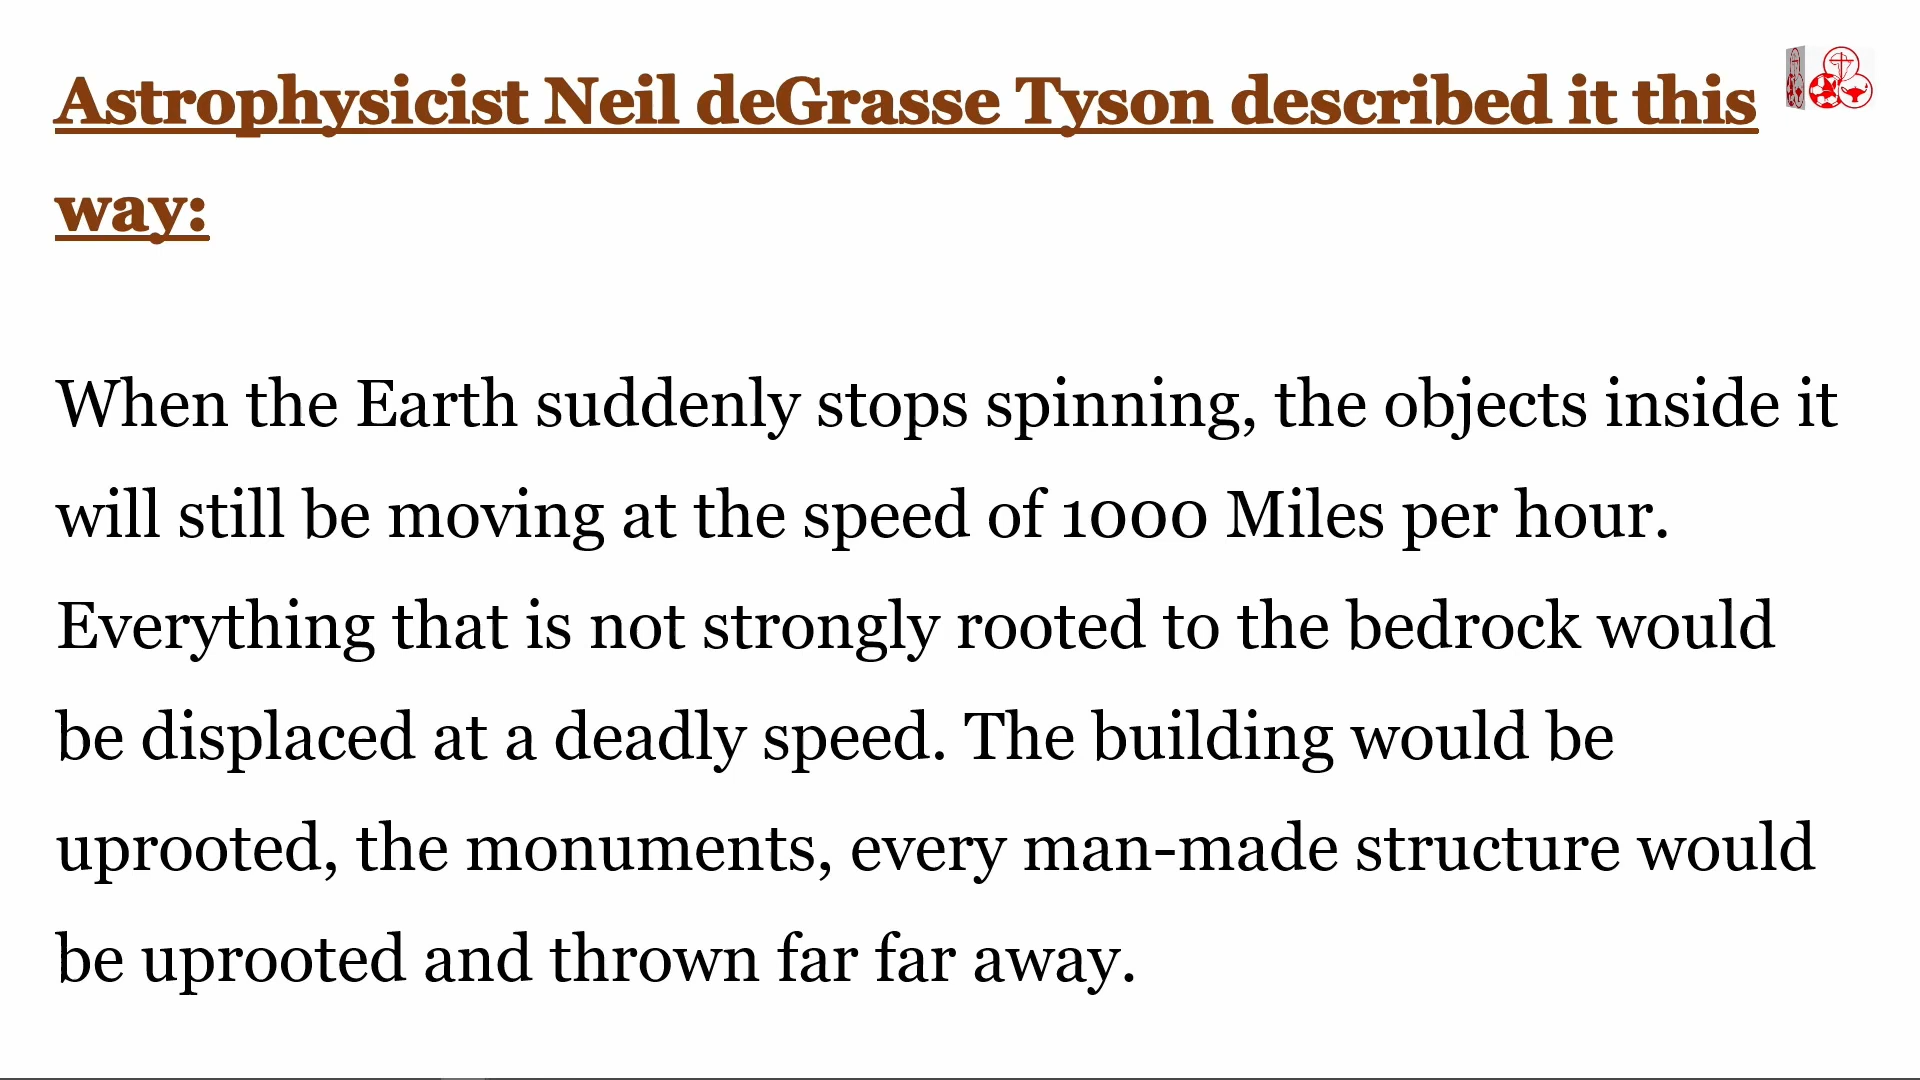 Astrophysicist Neil deGrasse Tyson described it this
way:
When the Earth suddenly stops spinning, the objects inside it
will still be moving at the speed of 1000 Miles per hour.
Everything that is not strongly rooted to the bedrock would
be displaced at a deadly speed. The building would be
uprooted, the monuments, every man-made structure would
be uprooted and thrown far far away.